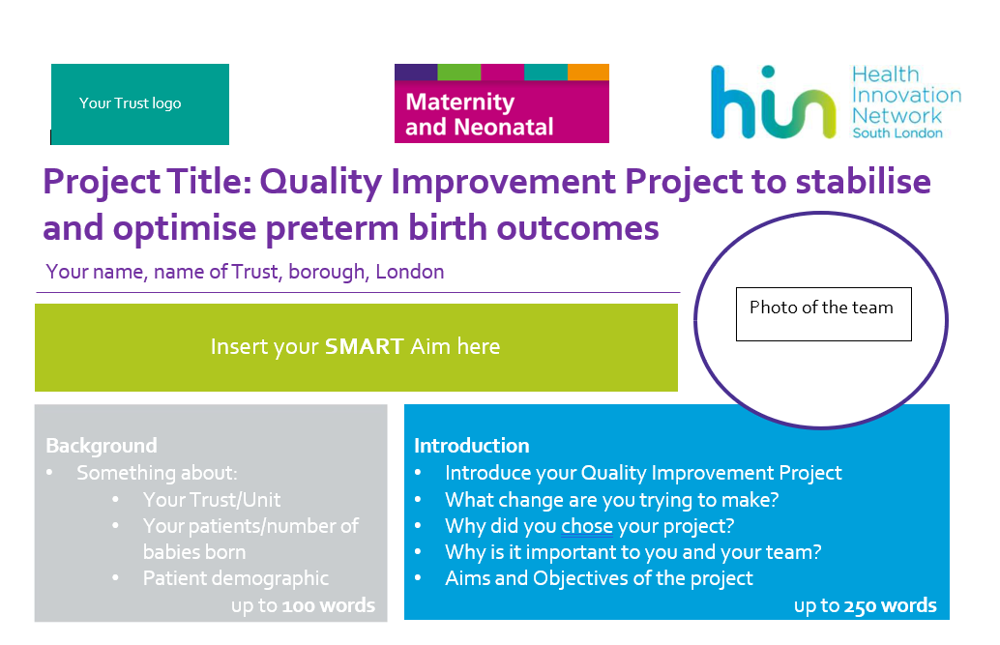 Your Trust logo
Maternity
and Neonatal
hin
Health
Innovation
Network
South London
Project Title: Quality Improvement Project to stabilise
and optimise preterm birth outcomes
Your name, name of Trust, borough, London
Photo of the team
Insert your SMART Aim here
Background
• Something about:
• Your Trust/Unit
• Your patients/number of
babies born
• Patient demographic
up to 100 words
Introduction
• Introduce your Quality Improvement Project
• What change are you trying to make?
• Why did you chose your project?
• Why is it important to you and your team?
• Aims and Objectives of the project
up to 250 words